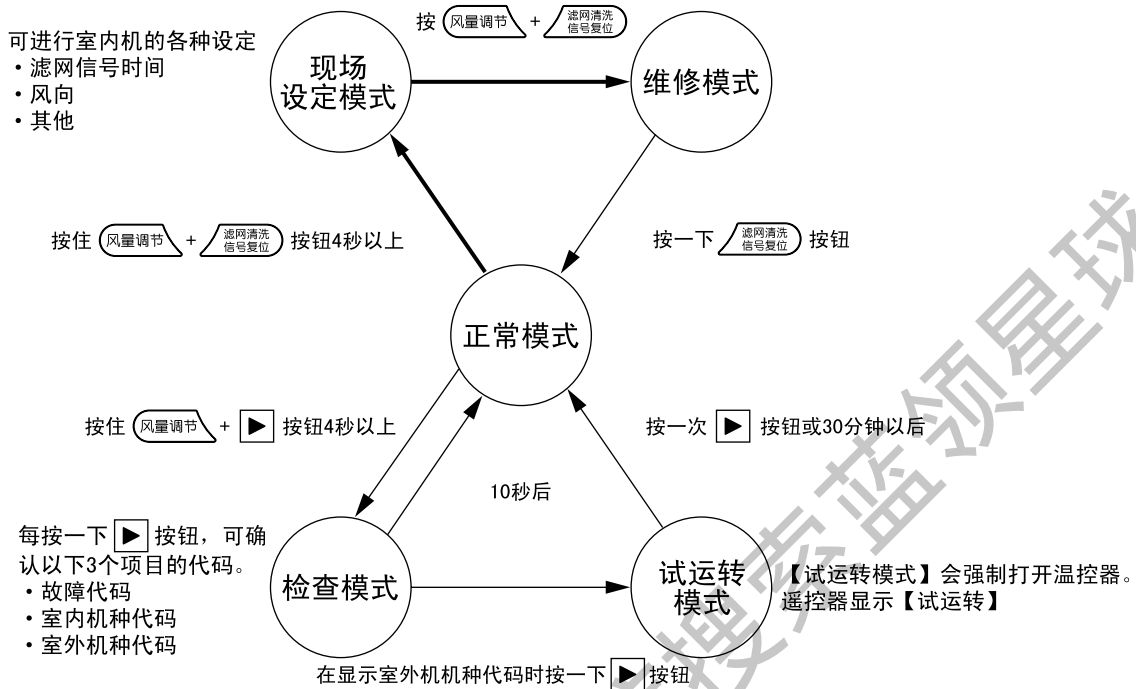 按 风量调节 + 滤网清洗
信号复位
可进行室内机的各种设定
・滤网信号时间
・风向
・其他
现场
设定模式
维修模式
按住 风量调节 + 滤网清洗
信号复位 按钮4秒以上
按一下 滤网清洗
信号复位 按钮
正常模式
按住 风量调节 + ▶ 按钮4秒以上
按一次 ▶ 按钮或30分钟以后
10秒后
每按一下 ▶ 按钮，可确
认以下3个项目的代码。
・故障代码
・室内机种代码
・室外机种代码
检查模式
试运转
模式
【试运转模式】会强制打开温控器。
遥控器显示【试运转】
在显示室外机机种代码时按一下 ▶ 按钮
搜索蓝领星球